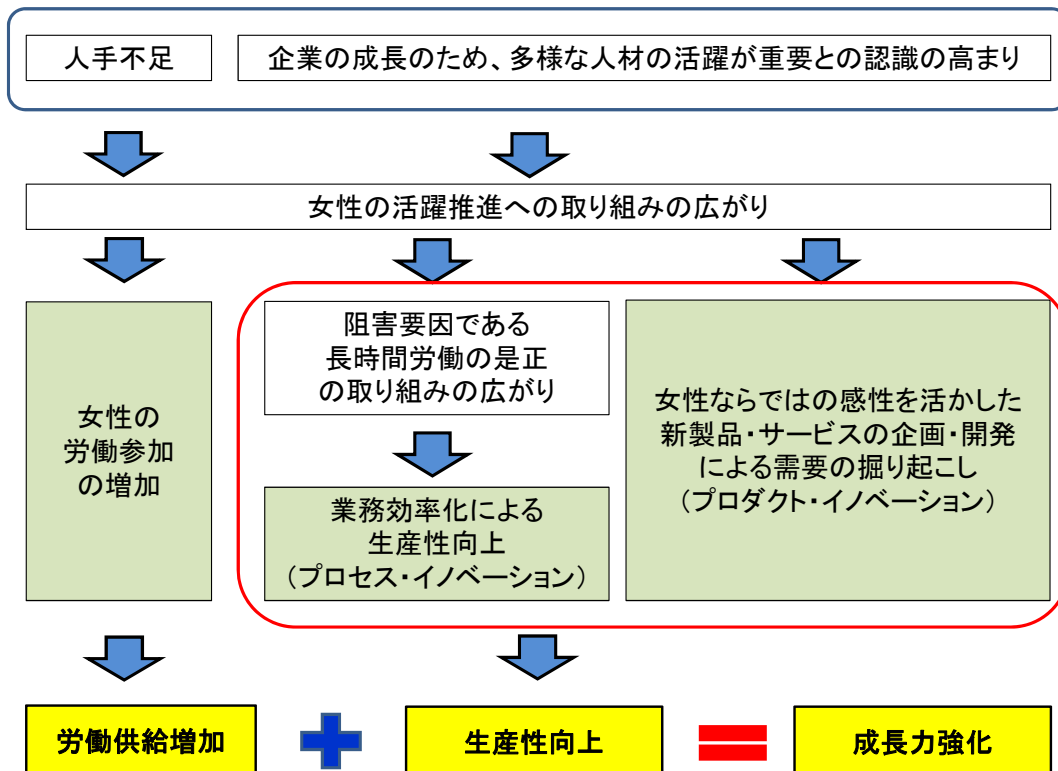 人手不足
企業の成長のため、多様な人材の活躍が重要との認識の高まり
女性の活躍推進への取り組みの広がり
女性の
労働参加
の増加
阻害要因である
長時間労働の是正
の取り組みの広がり
業務効率化による
生産性向上
（プロセス・イノベーション）
女性ならではの感性を活かした
新製品・サービスの企画・開発
による需要の掘り起こし
（プロダクト・イノベーション）
労働供給増加
生産性向上
成長力強化